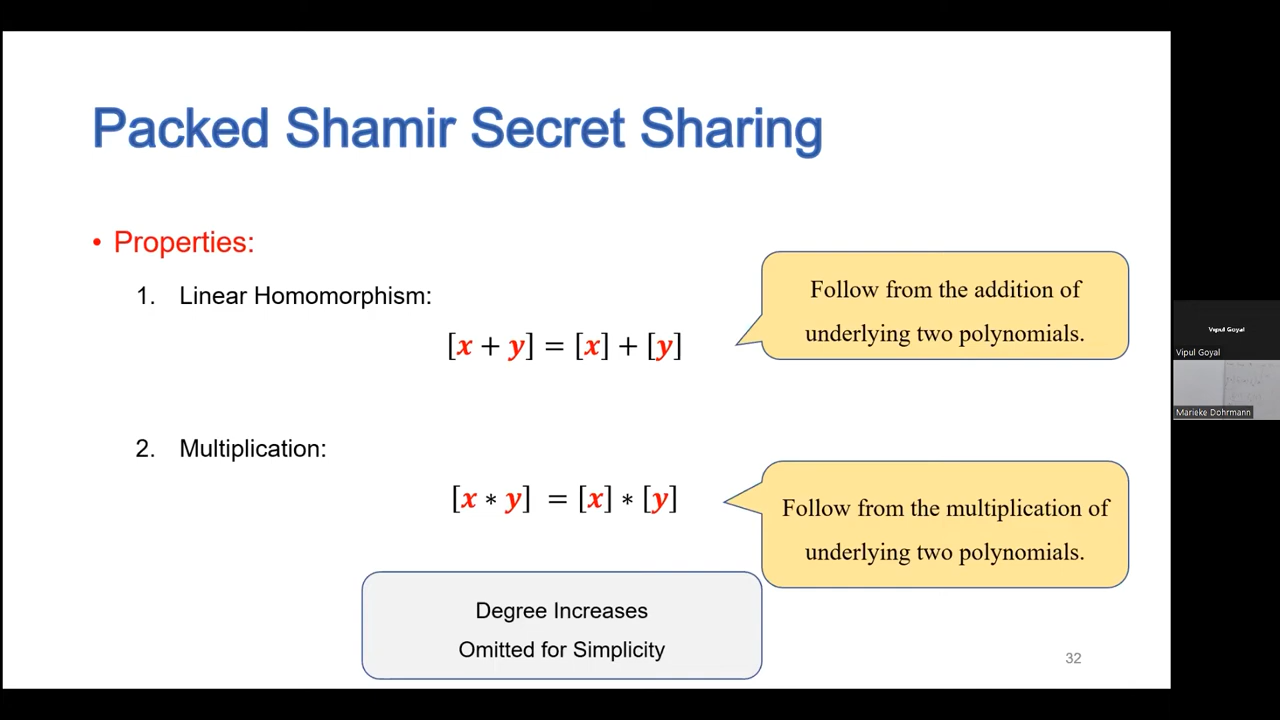 Packed Shamir Secret Sharing
• Properties:
1. Linear Homomorphism:
[x + y] = [x] + [y]
Follow from the addition of
underlying two polynomials.
2. Multiplication:
[x ∗ y] = [x] ∗ [y]
Follow from the multiplication of
underlying two polynomials.
Degree Increases
Omitted for Simplicity
32
Vipul Goyal
Vipul Goyal
Marieke Dohrmann